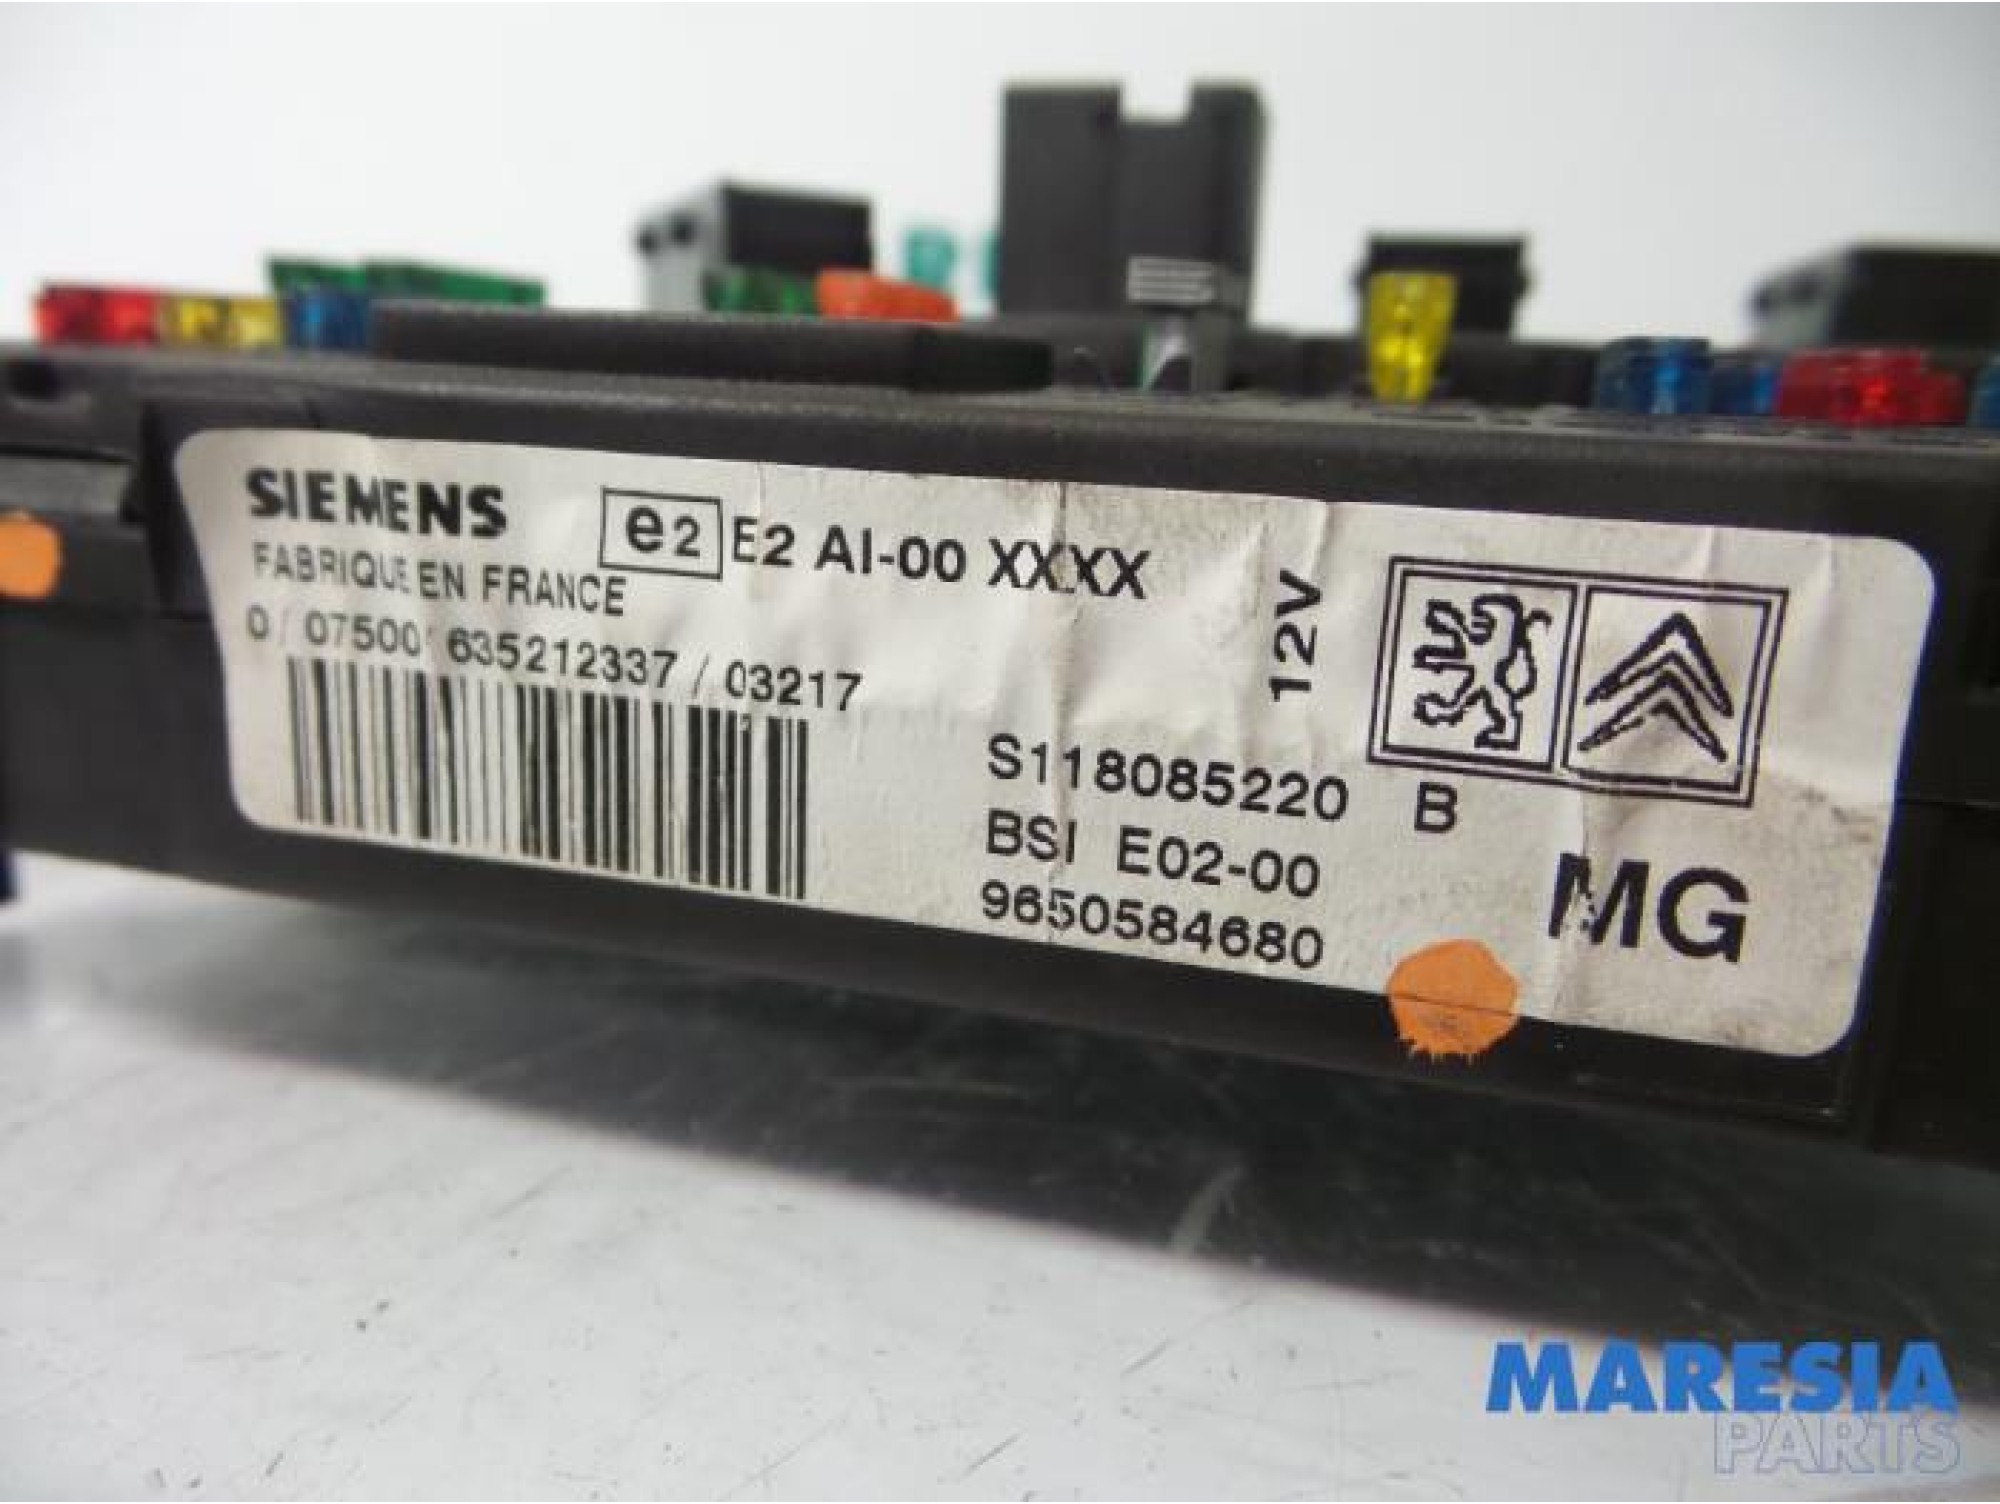 SIEMENS
e2 E2 AI-00 XXXX
FABRIQUE EN FRANCE
0/07500 635212337/03217
12V
S118085220 B
BSI E02-00
9650584680
MG
MARESIA
PARTS